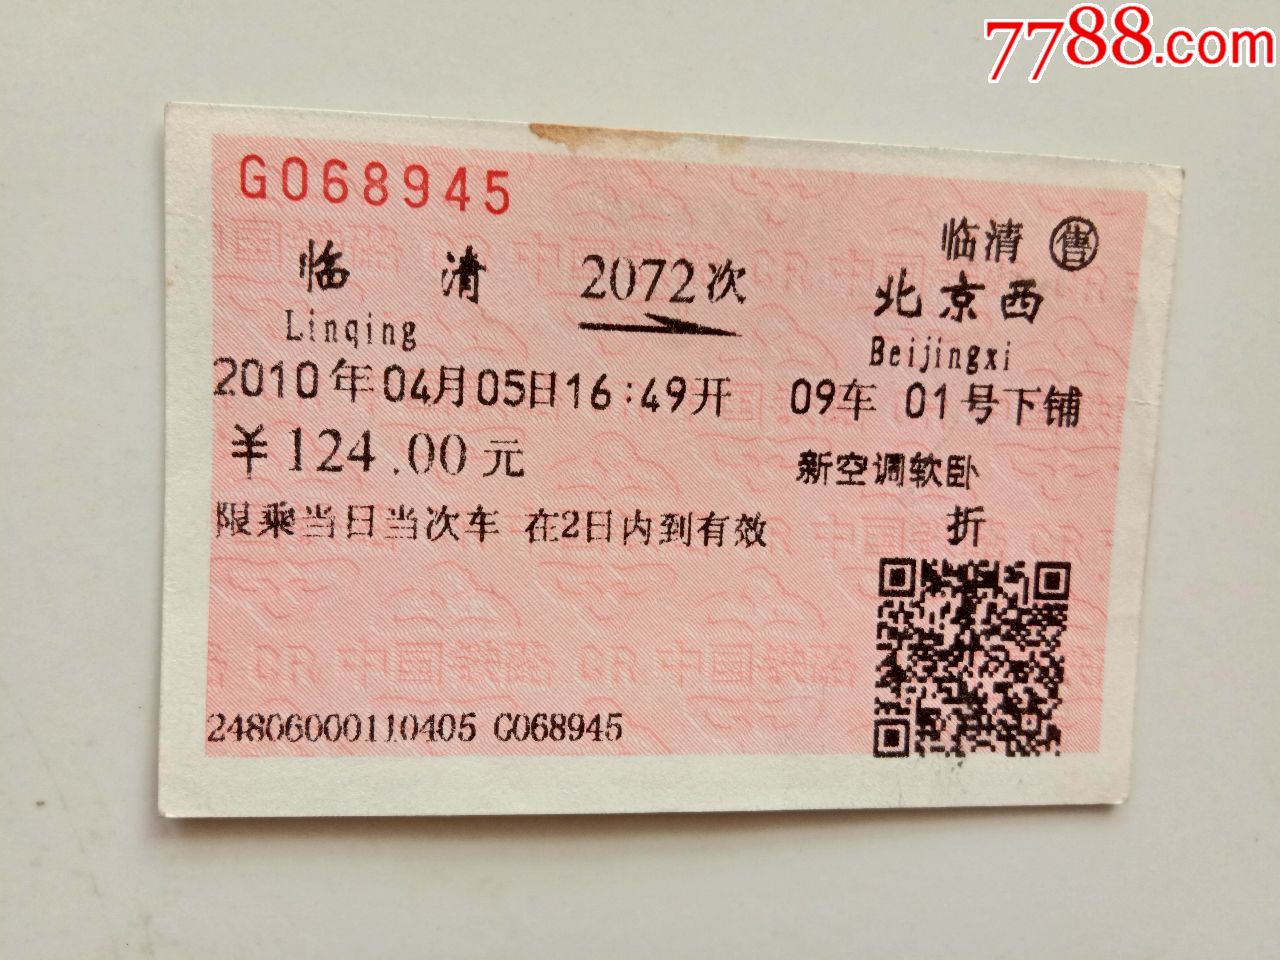 7788.com
G068945
临清 售
临清 2072次 北京西
Linqing Beijingxi
2010年04月05日16:49开 09车 01号下铺
¥124.00元 新空调软卧
限乘当日当次车 在2日内到有效 折
24806000110405 G068945